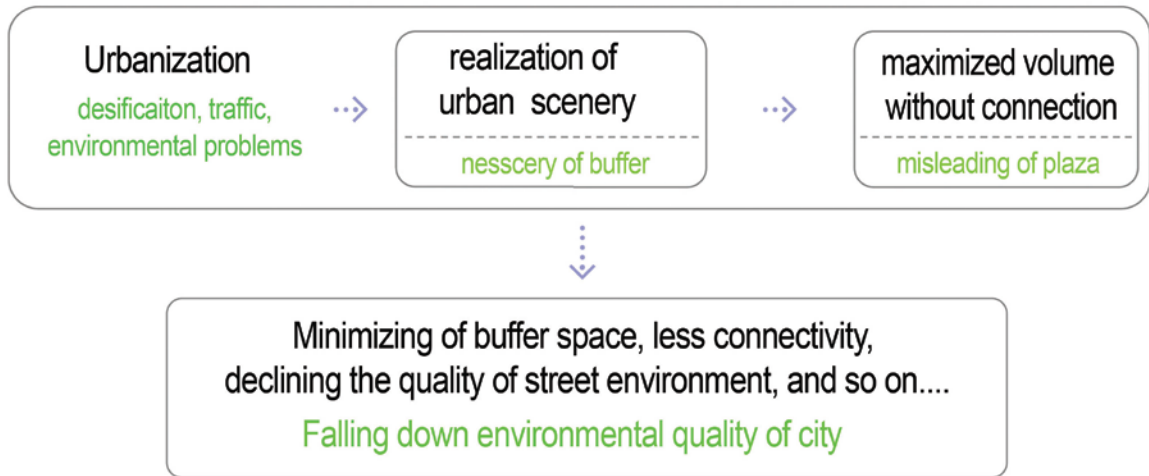 Urbanization
desificaiton, traffic,
environmental problems
realization of
urban scenery
nesscery of buffer
maximized volume
without connection
misleading of plaza
Minimizing of buffer space, less connectivity,
declining the quality of street environment, and so on....
Falling down environmental quality of city